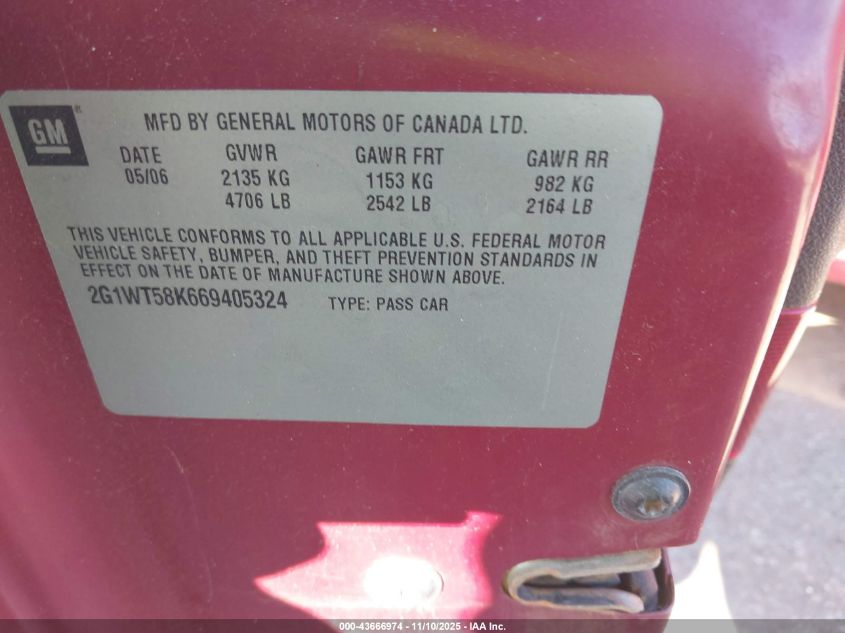 GM
MFD BY GENERAL MOTORS OF CANADA LTD.
DATE GVWR GAWR FRT GAWR RR
05/06 2135 KG 1153 KG 982 KG
4706 LB 2542 LB 2164 LB
THIS VEHICLE CONFORMS TO ALL APPLICABLE U.S. FEDERAL MOTOR
VEHICLE SAFETY, BUMPER, AND THEFT PREVENTION STANDARDS IN
EFFECT ON THE DATE OF MANUFACTURE SHOWN ABOVE.
2G1WT58K669405324 TYPE: PASS CAR
000-43666974 - 11/10/2025 - IAA Inc.